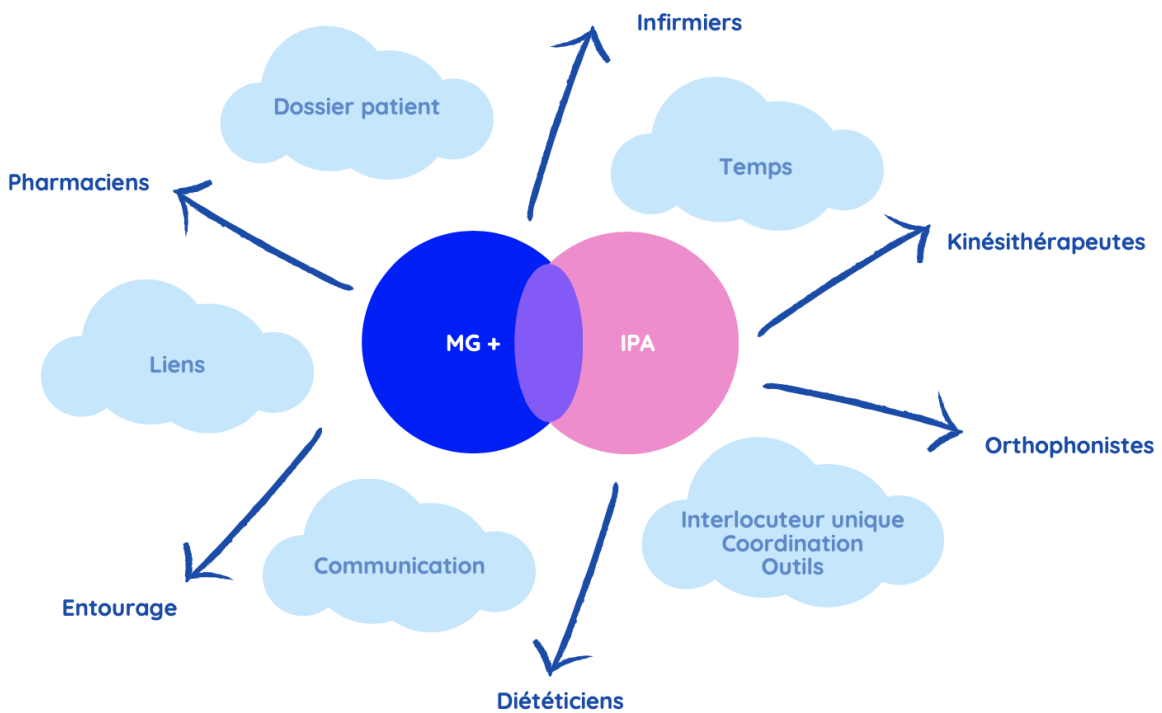 Infirmiers
Dossier patient
Temps
Pharmaciens
Kinésithérapeutes
MG +
IPA
Liens
Orthophonistes
Interlocuteur unique
Coordination
Outils
Communication
Entourage
Diététiciens